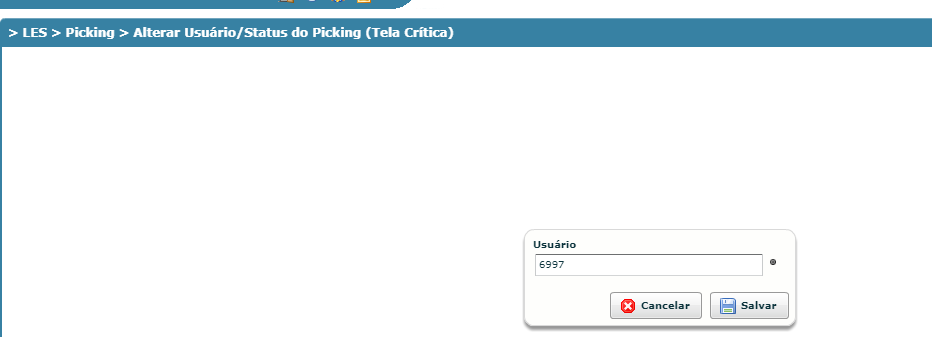 > LES > Picking > Alterar Usuário/Status do Picking (Tela Crítica)
Usuário
6997
Cancelar
Salvar